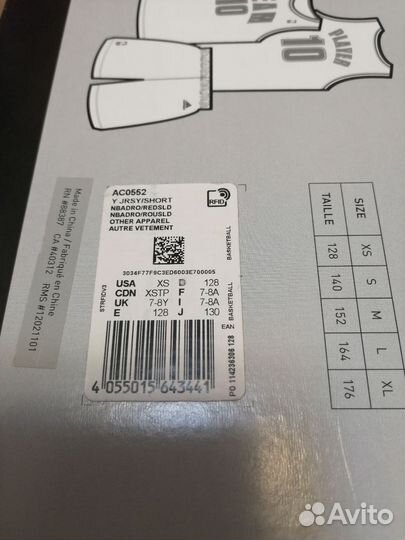 10
10
PLAYER
Made in China / Fabriqué en Chine
RN #88387 CA #40312 RMS #12021101
AC0552
Y JRSY/SHORT
NBADRO/REDSLD
NBADRO/ROUSLD
OTHER APPAREL
AUTRE VETEMENT
RFID
BASKETBALL
3034F77F9C3ED6003E700005
USA XS D 128
CDN XSTP F 7-8A
UK 7-8Y I 7-8A
E 128 J 130
BASKETBALL
EAN
4 055015 643441
PO 114236306 128
TAILLE
128 XS
140 S
152 M
164 L
176 XL
Avito